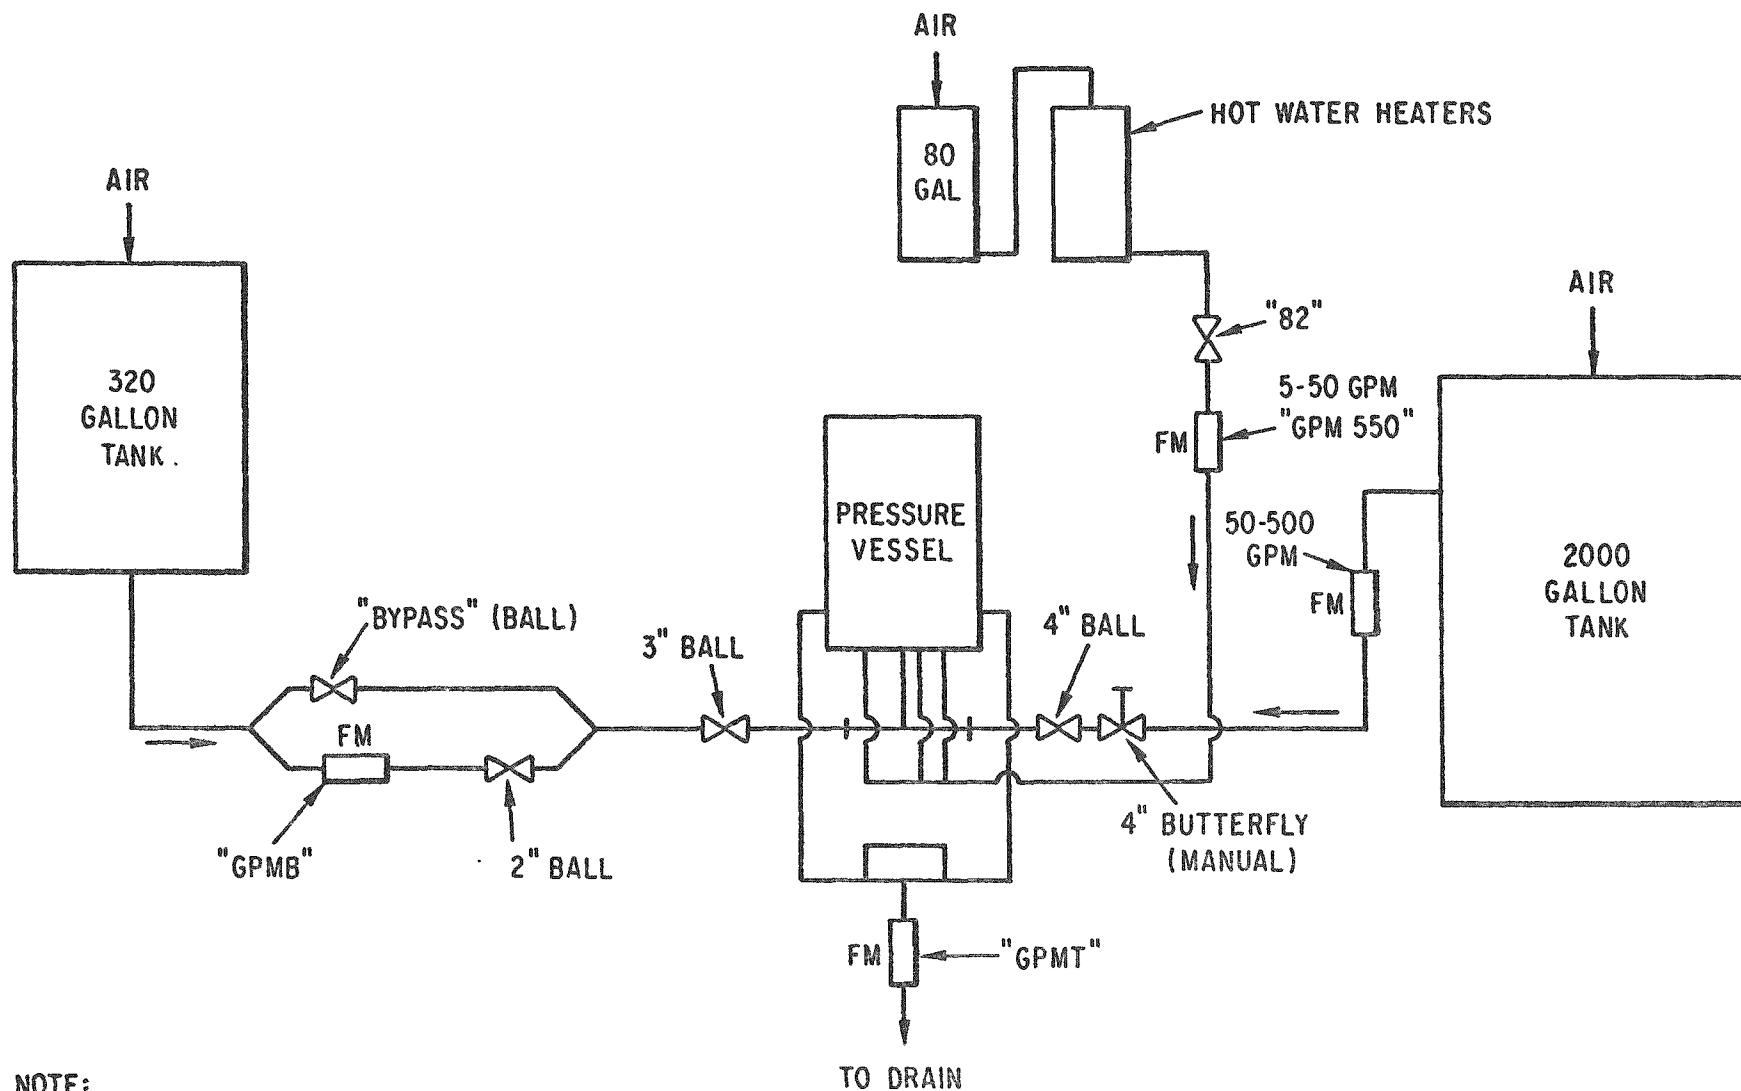 AIR
80
GAL
HOT WATER HEATERS
AIR
320
GALLON
TANK.
"82"
5-50 GPM
"GPM 550"
FM
AIR
PRESSURE
VESSEL
50-500
GPM
FM
2000
GALLON
TANK
"BYPASS" (BALL)
3" BALL
4" BALL
FM
"GPMB"
2" BALL
4" BUTTERFLY
(MANUAL)
FM
"GPMT"
TO DRAIN
NOTE: